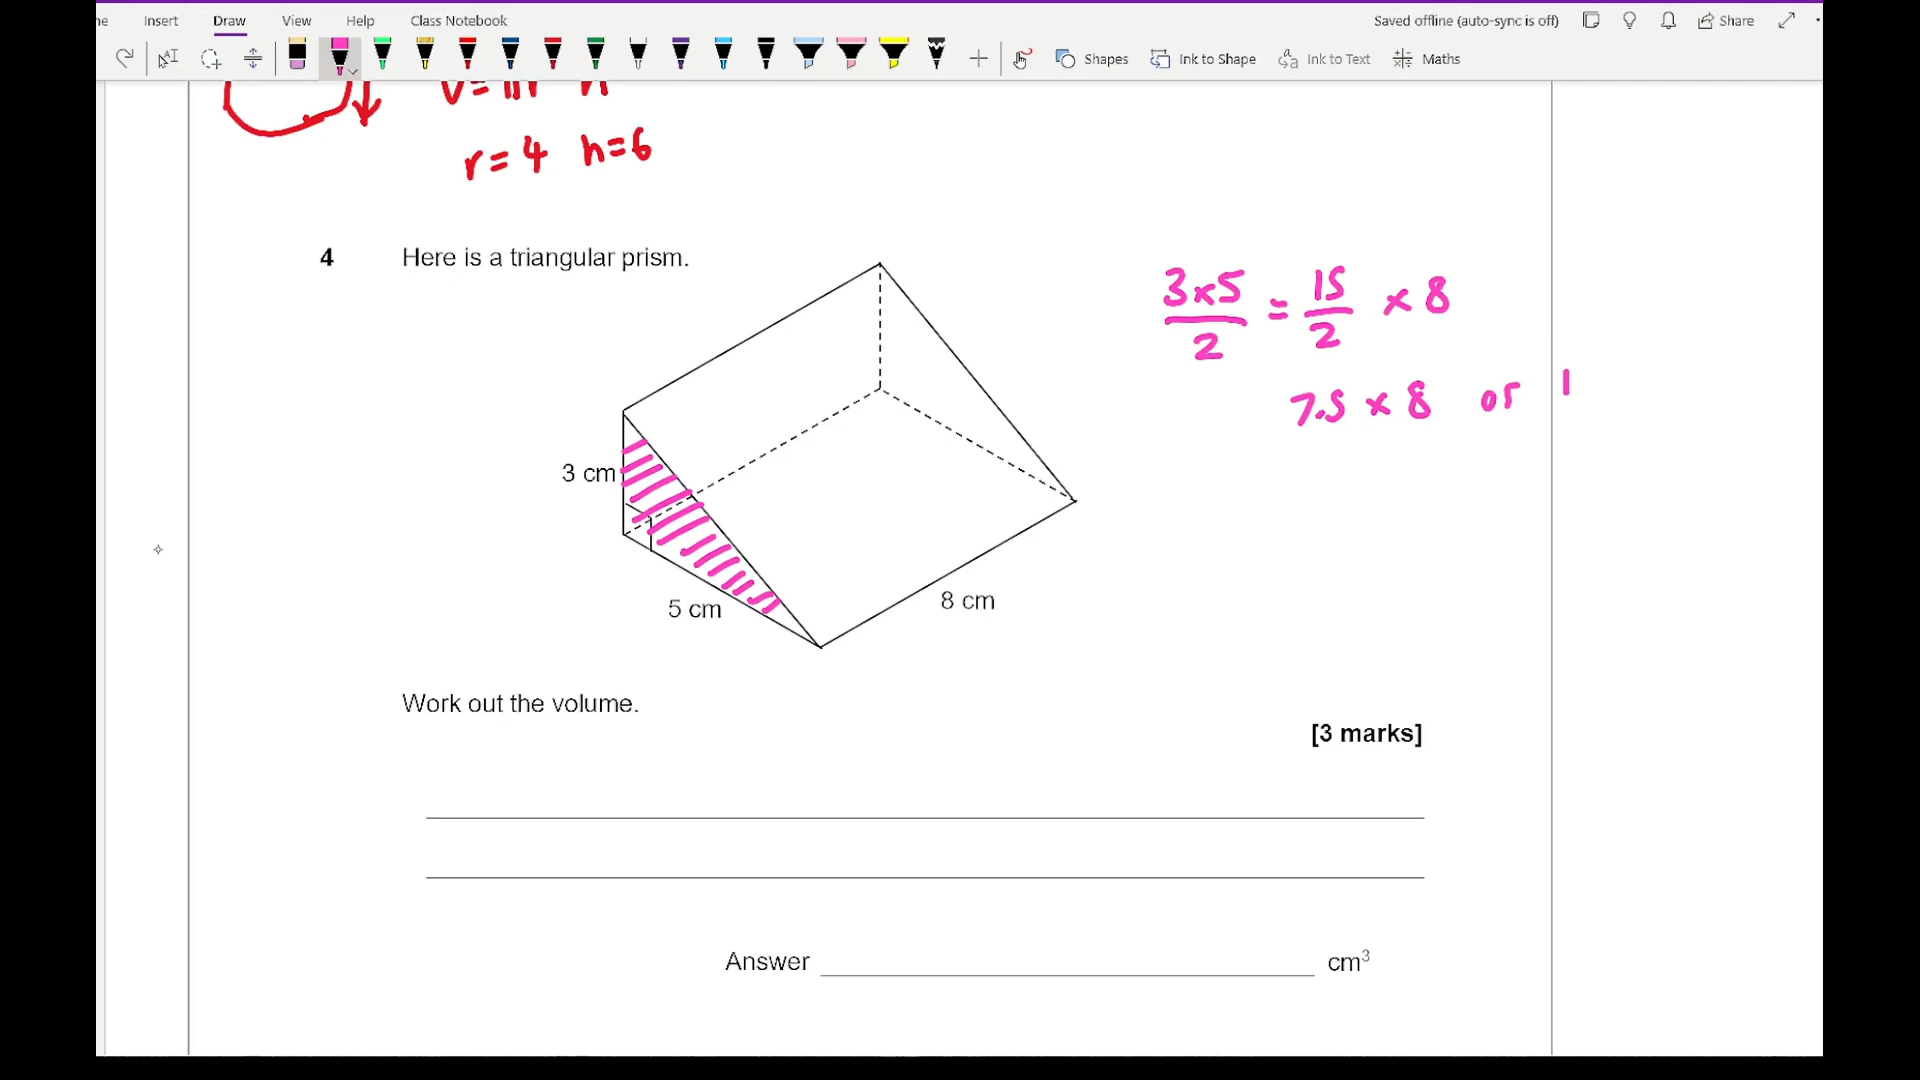 Insert Draw View Help Class Notebook Saved offline (auto-sync is off) Share
Shapes Ink to Shape Ink to Text Maths
r = 4 h = 6
4 Here is a triangular prism.
3 cm
5 cm
8 cm
3 x 5 / 2 = 15 / 2 x 8
7.5 x 8 or 1
Work out the volume.
[3 marks]
Answer cm³